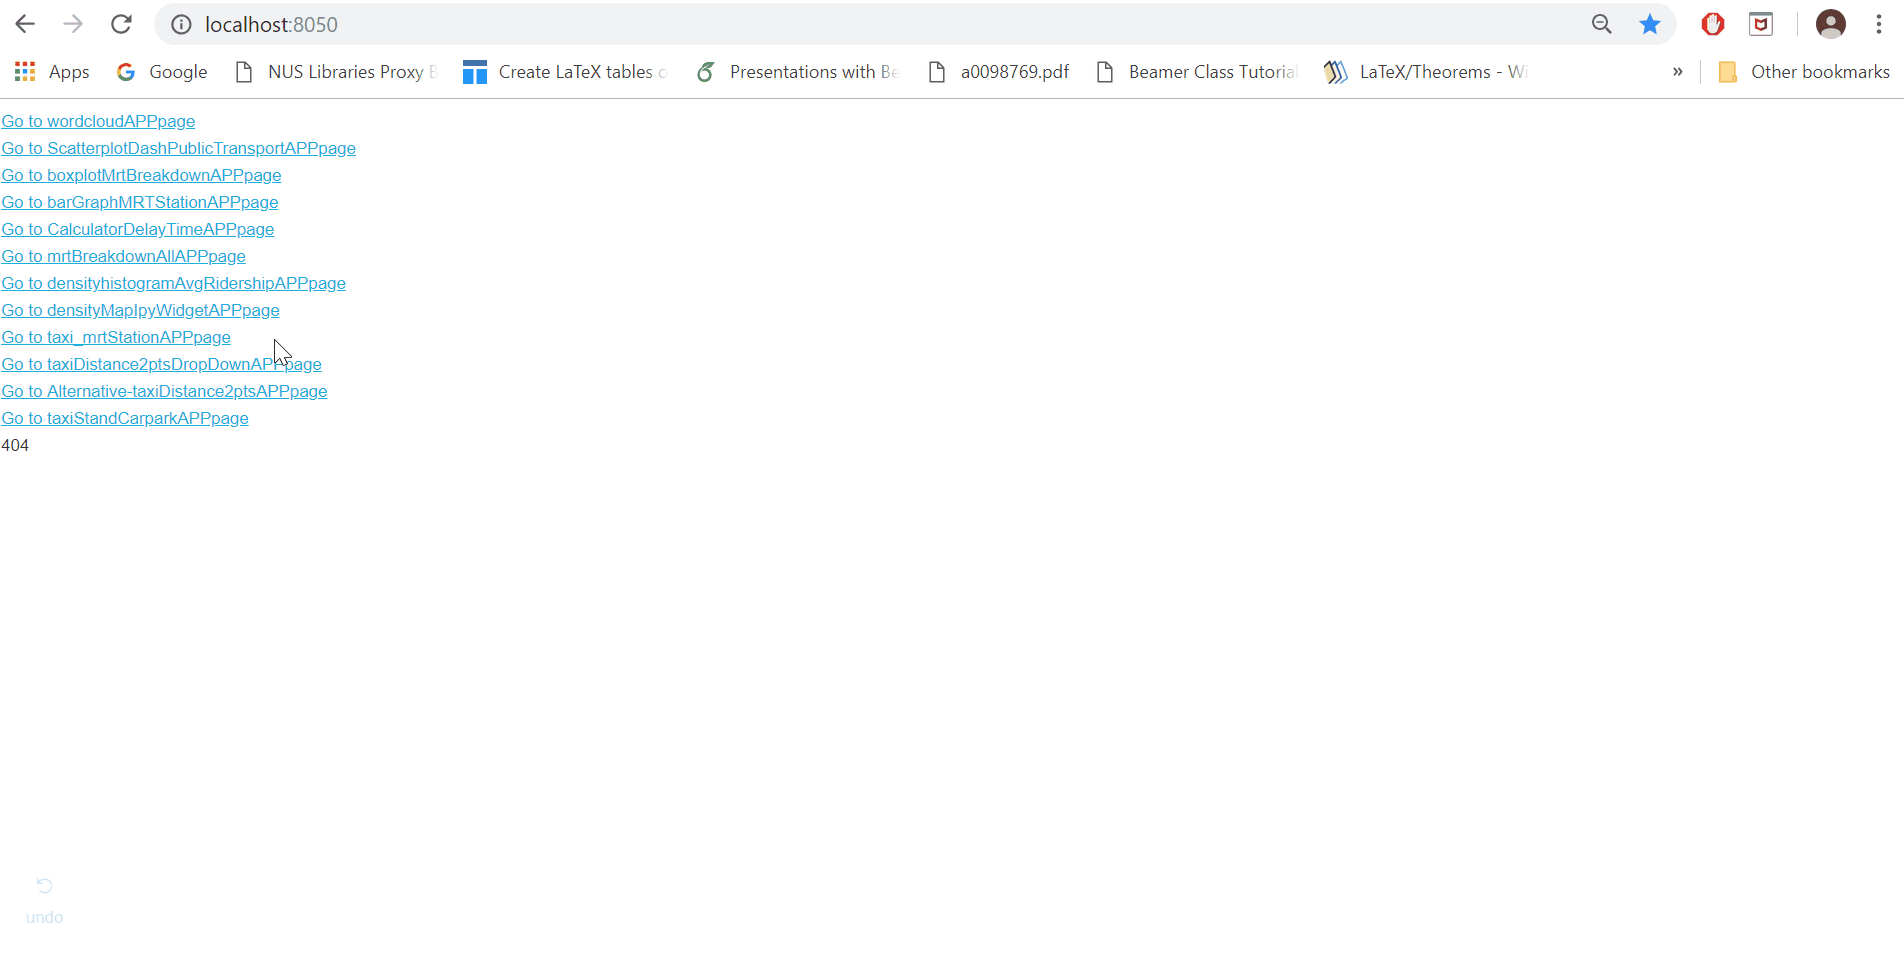 localhost:8050
Apps Google NUS Libraries Proxy B Create LaTeX tables o Presentations with Be a0098769.pdf Beamer Class Tutorial LaTeX/Theorems - Wi » Other bookmarks
Go to wordcloudAPPpage
Go to ScatterplotDashPublicTransportAPPpage
Go to boxplotMrtBreakdownAPPpage
Go to barGraphMRTStationAPPpage
Go to CalculatorDelayTimeAPPpage
Go to mrtBreakdownAllAPPpage
Go to densityhistogramAvgRidershipAPPpage
Go to densityMapIpyWidgetAPPpage
Go to taxi_mrtStationAPPpage
Go to taxiDistance2ptsDropDownAPPpage
Go to Alternative-taxiDistance2ptsAPPpage
Go to taxiStandCarparkAPPpage
404
undo